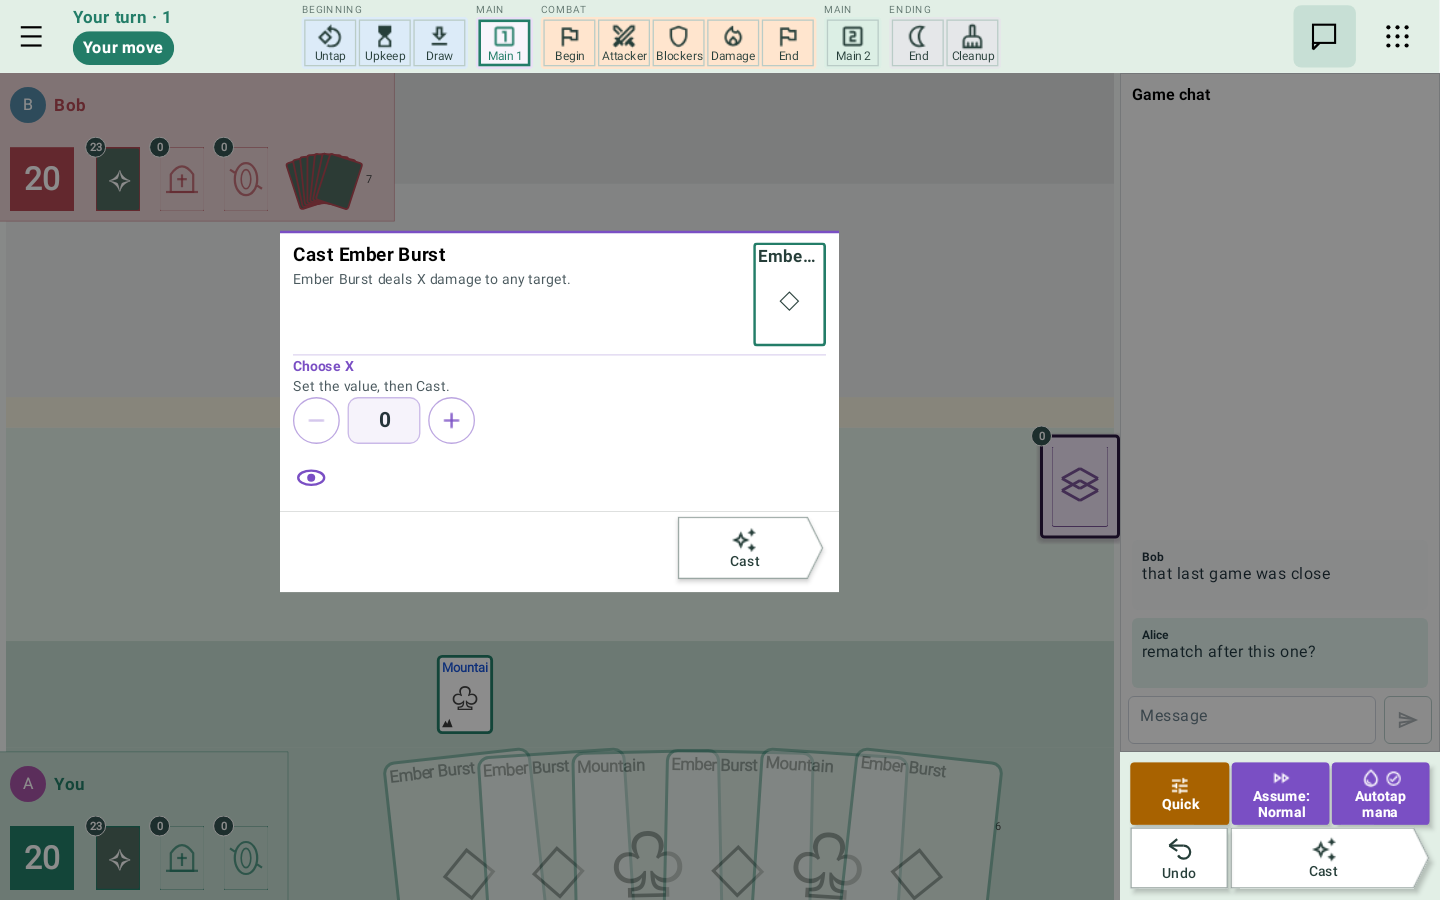 Your turn · 1
Your move
BEGINNING
Untap
Upkeep
Draw
MAIN
1
Main 1
COMBAT
Begin
Attacker
Blockers
Damage
End
MAIN
2
Main 2
ENDING
End
Cleanup
B
Bob
20
23
0
0
7
Game chat
Cast Ember Burst
Ember Burst deals X damage to any target.
Embe…
Choose X
Set the value, then Cast.
0
Cast
0
Bob
that last game was close
Alice
rematch after this one?
Message
Mountai
A
You
20
23
0
0
Ember Burst
Ember Burst
Mountain
Ember Burst
Mountain
Ember Burst
6
Quick
Assume:
Normal
Autotap
mana
Undo
Cast